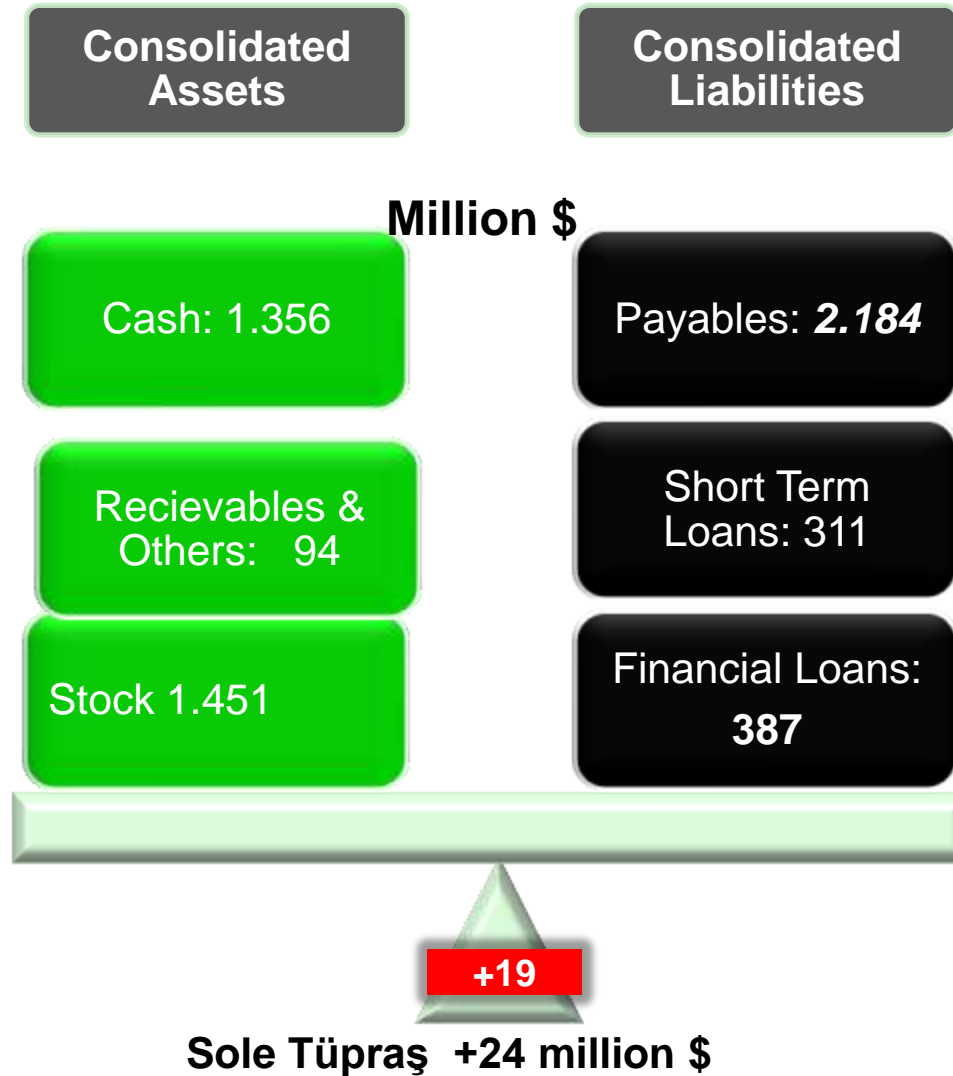 Consolidated
Assets
Consolidated
Liabilities
Million $
Cash: 1.356
Payables: 2.184
Recievables &
Others: 94
Short Term
Loans: 311
Stock 1.451
Financial Loans:
387
+19
Sole Tüpraş +24 million $